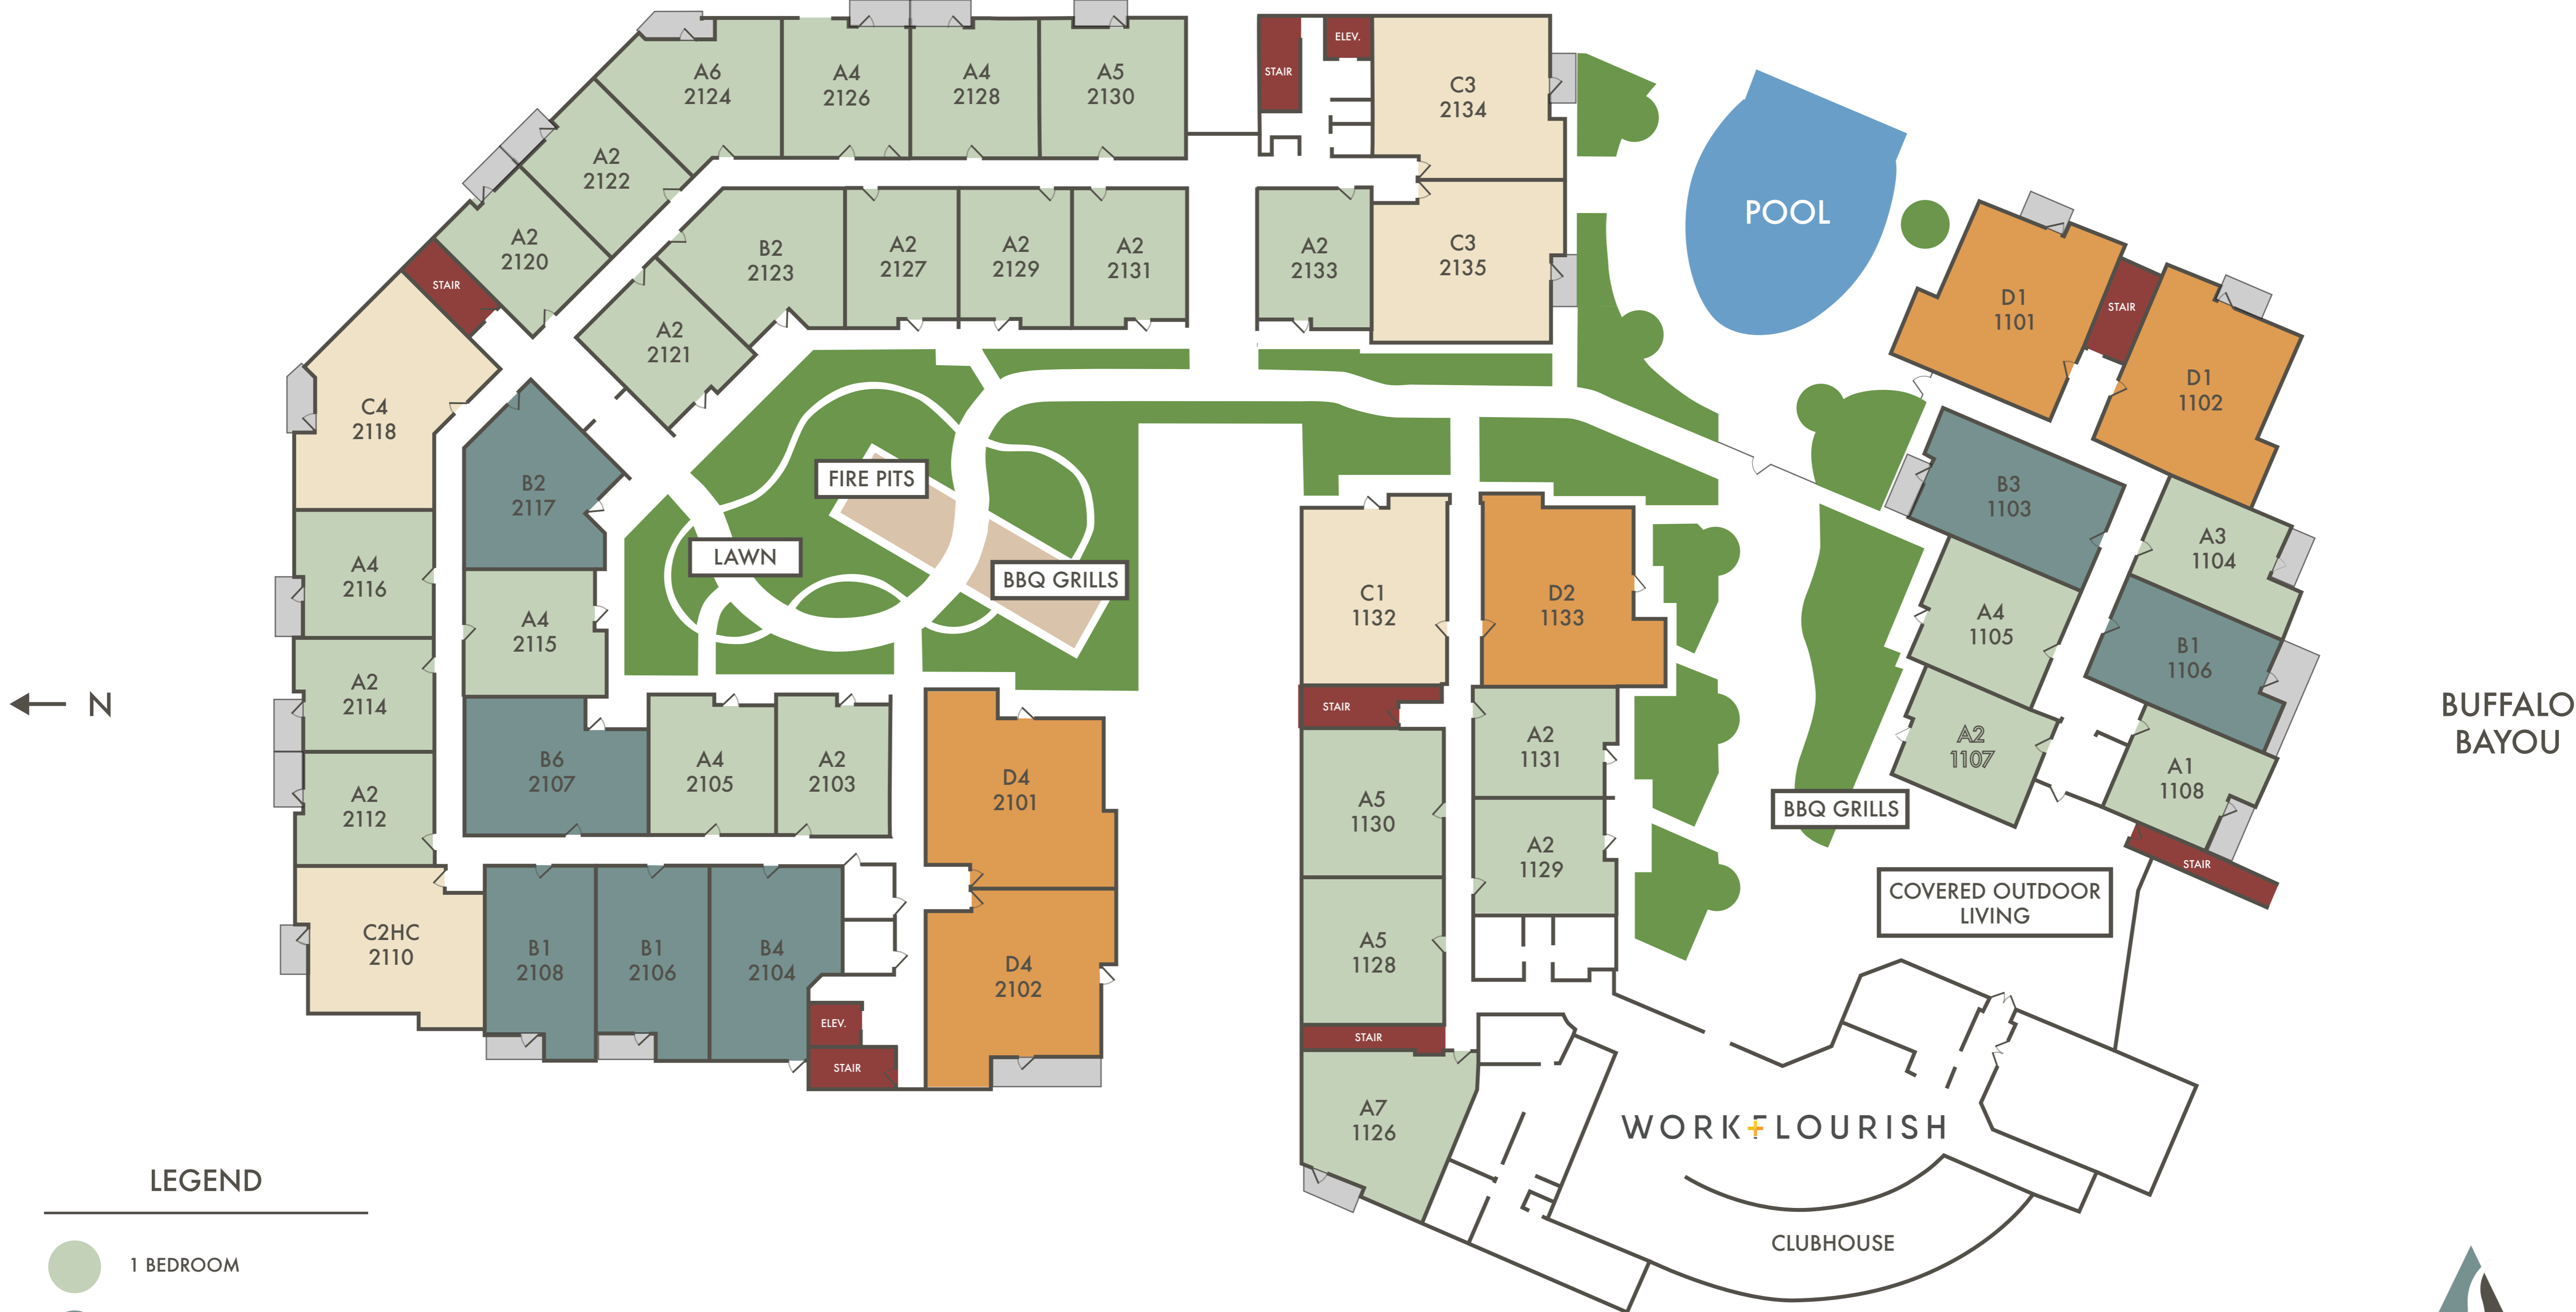 A6
2124
A4
2126
A4
2128
A5
2130
STAIR
ELEV.
C3
2134
A2
2122
A2
2120
STAIR
B2
2123
A2
2127
A2
2129
A2
2131
A2
2133
C3
2135
POOL
A2
2121
C4
2118
B2
2117
FIRE PITS
LAWN
BBQ GRILLS
A4
2116
A4
2115
A2
2114
A2
2112
B6
2107
A4
2105
A2
2103
D4
2101
C2HC
2110
B1
2108
B1
2106
B4
2104
D4
2102
ELEV.
STAIR
D1
1101
STAIR
D1
1102
B3
1103
A3
1104
A4
1105
B1
1106
A2
1107
A1
1108
STAIR
C1
1132
D2
1133
STAIR
A2
1131
A5
1130
A2
1129
A5
1128
STAIR
A7
1126
BBQ GRILLS
COVERED OUTDOOR
LIVING
WORK+FLOURISH
CLUBHOUSE
N
BUFFALO
BAYOU
LEGEND
1 BEDROOM